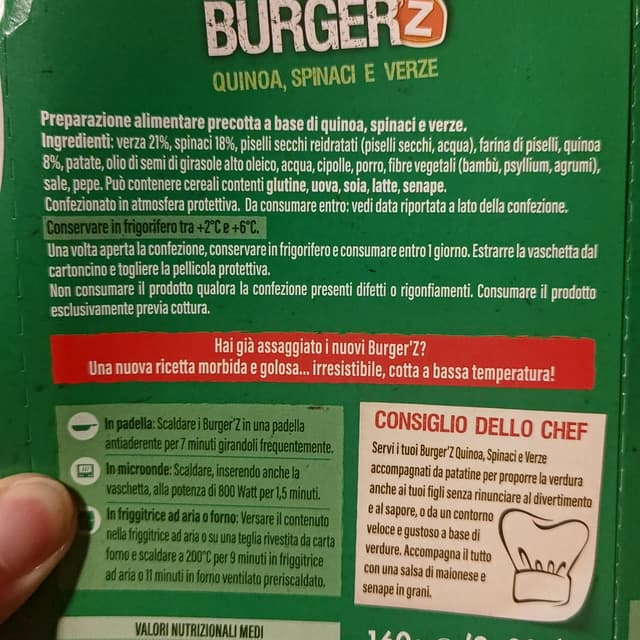 BURGER'Z
QUINOA, SPINACI E VERZE
Preparazione alimentare precotta a base di quinoa, spinaci e verze.
Ingredienti: verza 21%, spinaci 18%, piselli secchi reidratati (piselli secchi, acqua), farina di piselli, quinoa
8%, patate, olio di semi di girasole alto oleico, acqua, cipolle, porro, fibre vegetali (bambù, psyllium, agrumi),
sale, pepe. Può contenere cereali contenti glutine, uova, soia, latte, senape.
Confezionato in atmosfera protettiva. Da consumare entro: vedi data riportata a lato della confezione.
Conservare in frigorifero tra +2°C e +6°C.
Una volta aperta la confezione, conservare in frigorifero e consumare entro 1 giorno. Estrarre la vaschetta dal
cartoncino e togliere la pellicola protettiva.
Non consumare il prodotto qualora la confezione presenti difetti o rigonfiamenti. Consumare il prodotto
esclusivamente previa cottura.
Hai già assaggiato i nuovi Burger'Z?
Una nuova ricetta morbida e golosa... irresistibile, cotta a bassa temperatura!
In padella: Scaldare i Burger'Z in una padella
antiaderente per 7 minuti girandoli frequentemente.
In microonde: Scaldare, inserendo anche la
vaschetta, alla potenza di 800 Watt per 1,5 minuti.
In friggitrice ad aria o forno: Versare il contenuto
nella friggitrice ad aria o su una teglia rivestita da carta
forno e scaldare a 200°C per 9 minuti in friggitrice
ad aria o 11 minuti in forno ventilato preriscaldato.
CONSIGLIO DELLO CHEF
Servi i tuoi Burger'Z Quinoa, Spinaci e Verze
accompagnati da patatine per proporre la verdura
anche ai tuoi figli senza rinunciare al divertimento
e al sapore, o da un contorno
veloce e gustoso a base di
verdure. Accompagna il tutto
con una salsa di maionese e
senape in grani.
VALORI NUTRIZIONALI MEDI